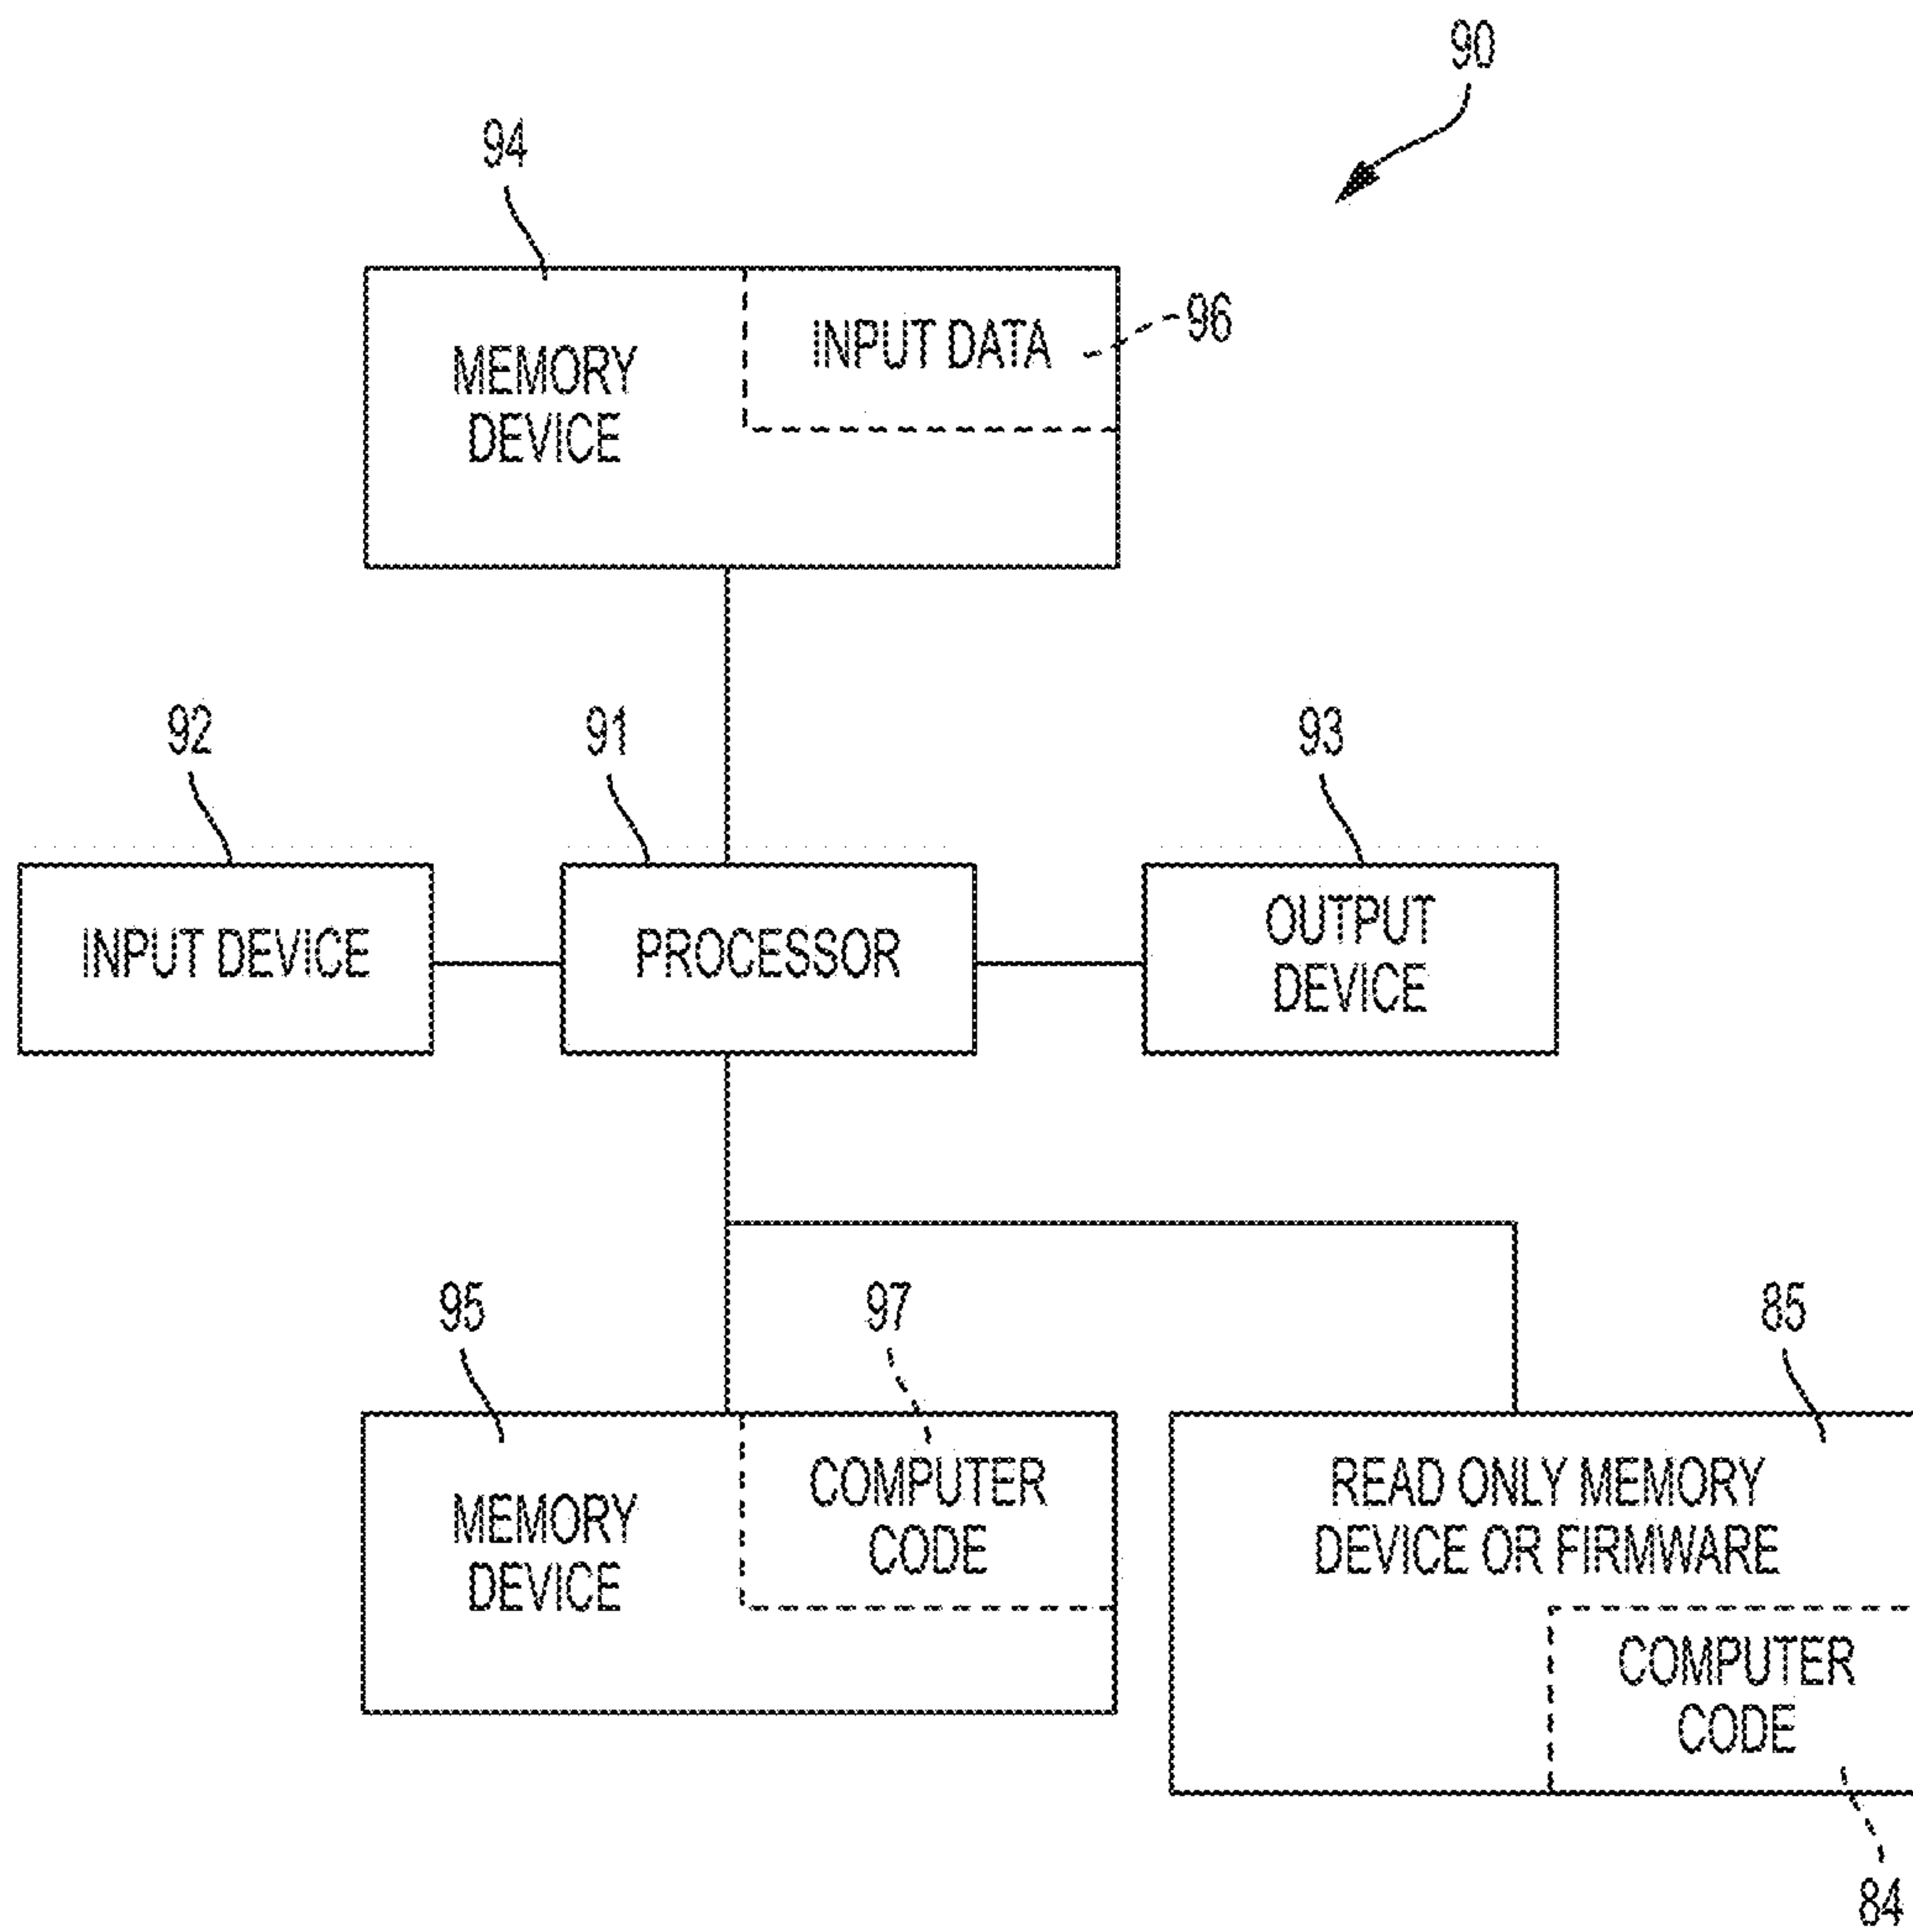 90
94
INPUT DATA
96
MEMORY
DEVICE
92
91
93
INPUT DEVICE
PROCESSOR
OUTPUT
DEVICE
95
97
85
COMPUTER
CODE
MEMORY
DEVICE
READ ONLY MEMORY
DEVICE OR FIRMWARE
COMPUTER
CODE
84